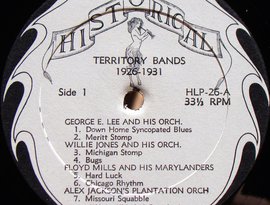 HISTORICAL
TERRITORY BANDS
1926-1931
Side 1
HLP-26-A
33⅓ RPM
GEORGE E. LEE AND HIS ORCH.
1. Down Home Syncopated Blues
2. Meritt Stomp
WILLIE JONES AND HIS ORCH.
3. Michigan Stomp
4. Bugs
FLOYD MILLS AND HIS MARYLANDERS
5. Hard Luck
6. Chicago Rhythm
ALEX JACKSON'S PLANTATION ORCH
7. Missouri Squabble